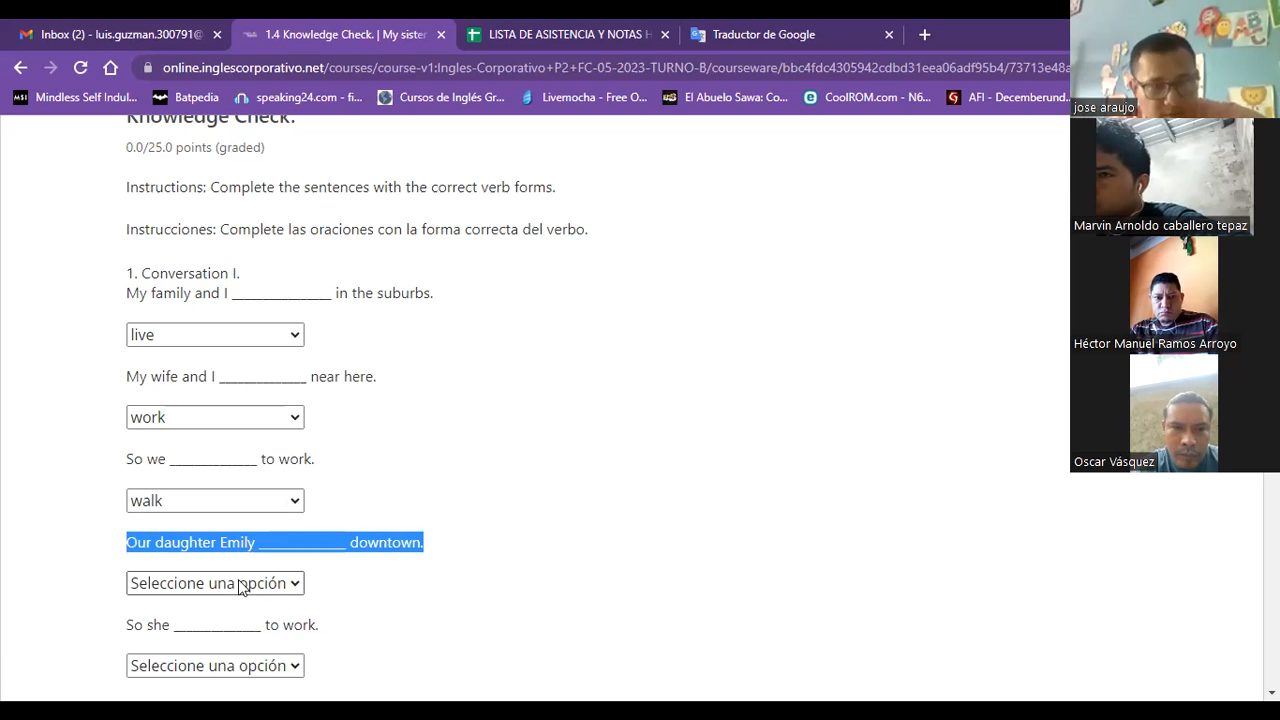 Inbox (2) - luis.guzman.300791@
1.4 Knowledge Check. | My sister
LISTA DE ASISTENCIA Y NOTAS H
Traductor de Google
online.inglescorporativo.net/courses/course-v1:Ingles-Corporativo+P2+FC-05-2023-TURNO-B/courseware/bbc4fdc4305942cdbd31eea06adf95b4/73713e48a
Mindless Self Indul...
Batpedia
speaking24.com - fi...
Cursos de Inglés Gr...
Livemocha - Free O...
El Abuelo Sawa: Co...
CoolROM.com - N6...
AFI - Decemberund...
Knowledge Check.
0.0/25.0 points (graded)
Instructions: Complete the sentences with the correct verb forms.
Instrucciones: Complete las oraciones con la forma correcta del verbo.
1. Conversation I.
My family and I ________________ in the suburbs.
live
My wife and I ______________ near here.
work
So we ______________ to work.
walk
Our daughter Emily ______________ downtown.
Seleccione una opción
So she ______________ to work.
Seleccione una opción
jose araujo
Marvin Arnoldo caballero tepaz
Héctor Manuel Ramos Arroyo
Oscar Vásquez